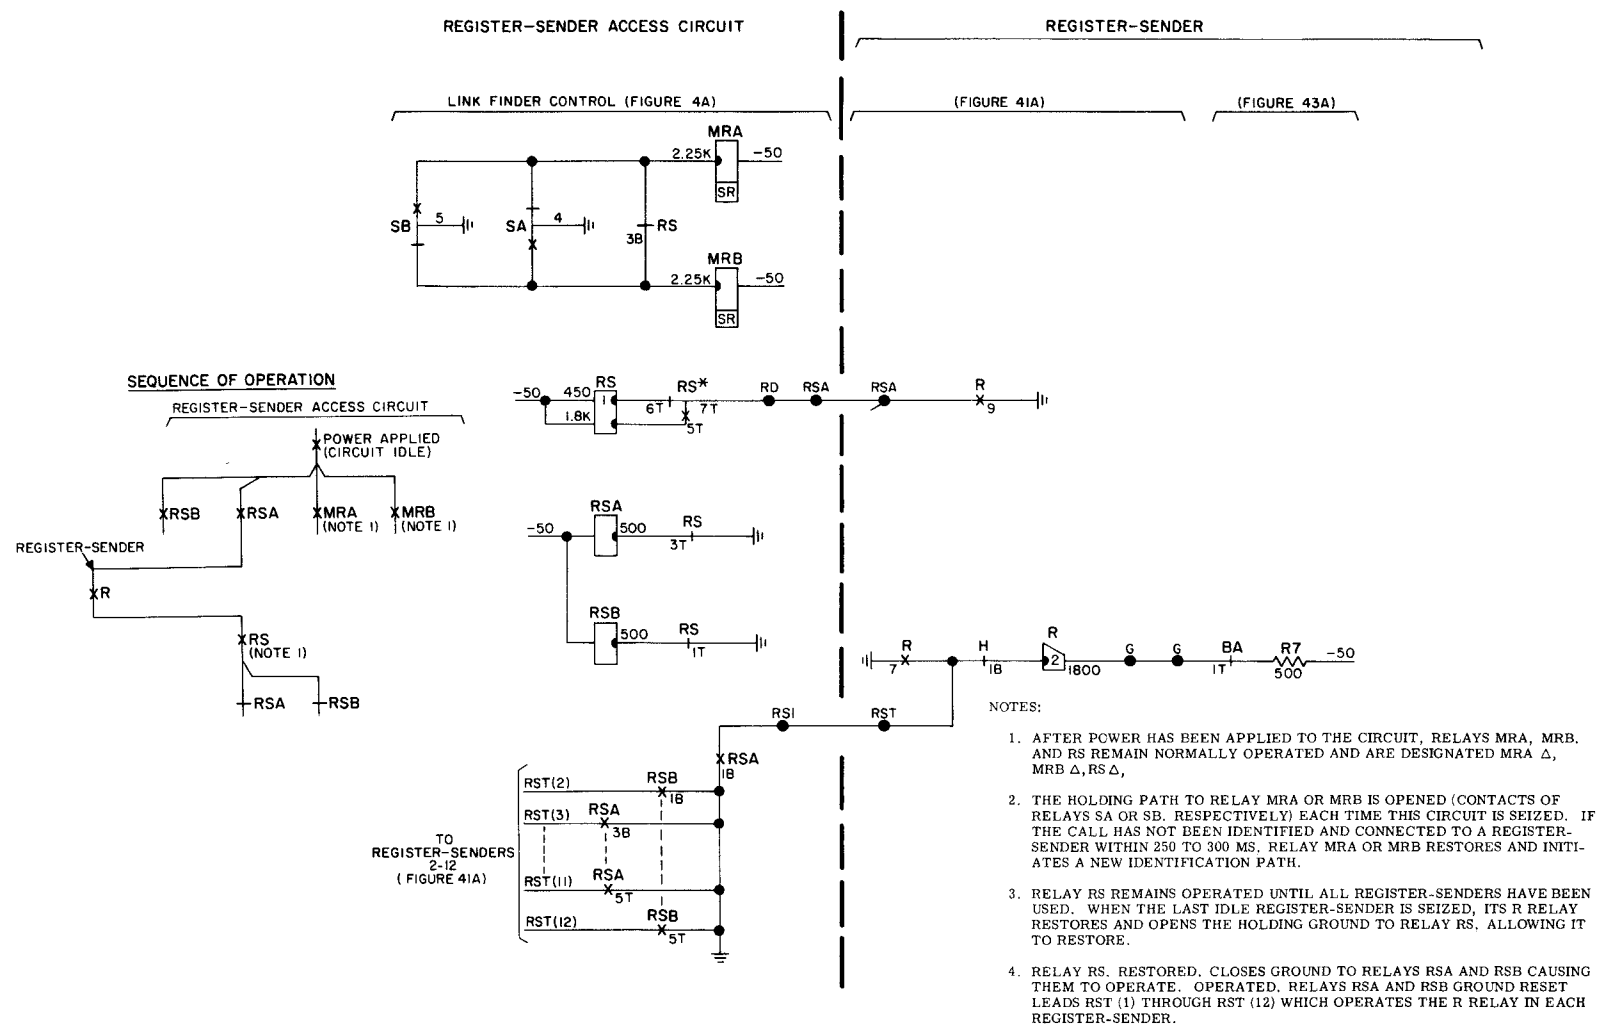 REGISTER-SENDER ACCESS CIRCUIT
REGISTER-SENDER
LINK FINDER CONTROL (FIGURE 4A)
(FIGURE 41A)
(FIGURE 43A)
MRA
2.25K
-50
SR
SB
5
SA
4
RS
3B
MRB
2.25K
-50
SR
SEQUENCE OF OPERATION
REGISTER-SENDER ACCESS CIRCUIT
POWER APPLIED
(CIRCUIT IDLE)
RSB
RSA
MRA
(NOTE 1)
MRB
(NOTE 1)
REGISTER-SENDER
R
RS
(NOTE 1)
RSA
RSB
-50
450
RS
1
1.8K
RS*
6T
7T
5T
RD
RSA
RSA
R
9
RSA
-50
500
RS
3T
RSB
500
RS
1T
R
7
H
1B
R
2
1800
G
G
BA
1T
R7
500
-50
RS1
RST
RSA
1B
RST(2)
RSB
1B
RST(3)
RSA
3B
TO
REGISTER-SENDERS
2-12
(FIGURE 41A)
RST(11)
RSA
5T
RST(12)
RSB
5T
NOTES:
1. AFTER POWER HAS BEEN APPLIED TO THE CIRCUIT, RELAYS MRA, MRB.
AND RS REMAIN NORMALLY OPERATED AND ARE DESIGNATED MRA △,
MRB △, RS △,
2. THE HOLDING PATH TO RELAY MRA OR MRB IS OPENED (CONTACTS OF
RELAYS SA OR SB. RESPECTIVELY) EACH TIME THIS CIRCUIT IS SEIZED. IF
THE CALL HAS NOT BEEN IDENTIFIED AND CONNECTED TO A REGISTER-
SENDER WITHIN 250 TO 300 MS, RELAY MRA OR MRB RESTORES AND INITI-
ATES A NEW IDENTIFICATION PATH.
3. RELAY RS REMAINS OPERATED UNTIL ALL REGISTER-SENDERS HAVE BEEN
USED. WHEN THE LAST IDLE REGISTER-SENDER IS SEIZED, ITS R RELAY
RESTORES AND OPENS THE HOLDING GROUND TO RELAY RS. ALLOWING IT
TO RESTORE.
4. RELAY RS. RESTORED. CLOSES GROUND TO RELAYS RSA AND RSB CAUSING
THEM TO OPERATE. OPERATED. RELAYS RSA AND RSB GROUND RESET
LEADS RST (1) THROUGH RST (12) WHICH OPERATES THE R RELAY IN EACH
REGISTER-SENDER.